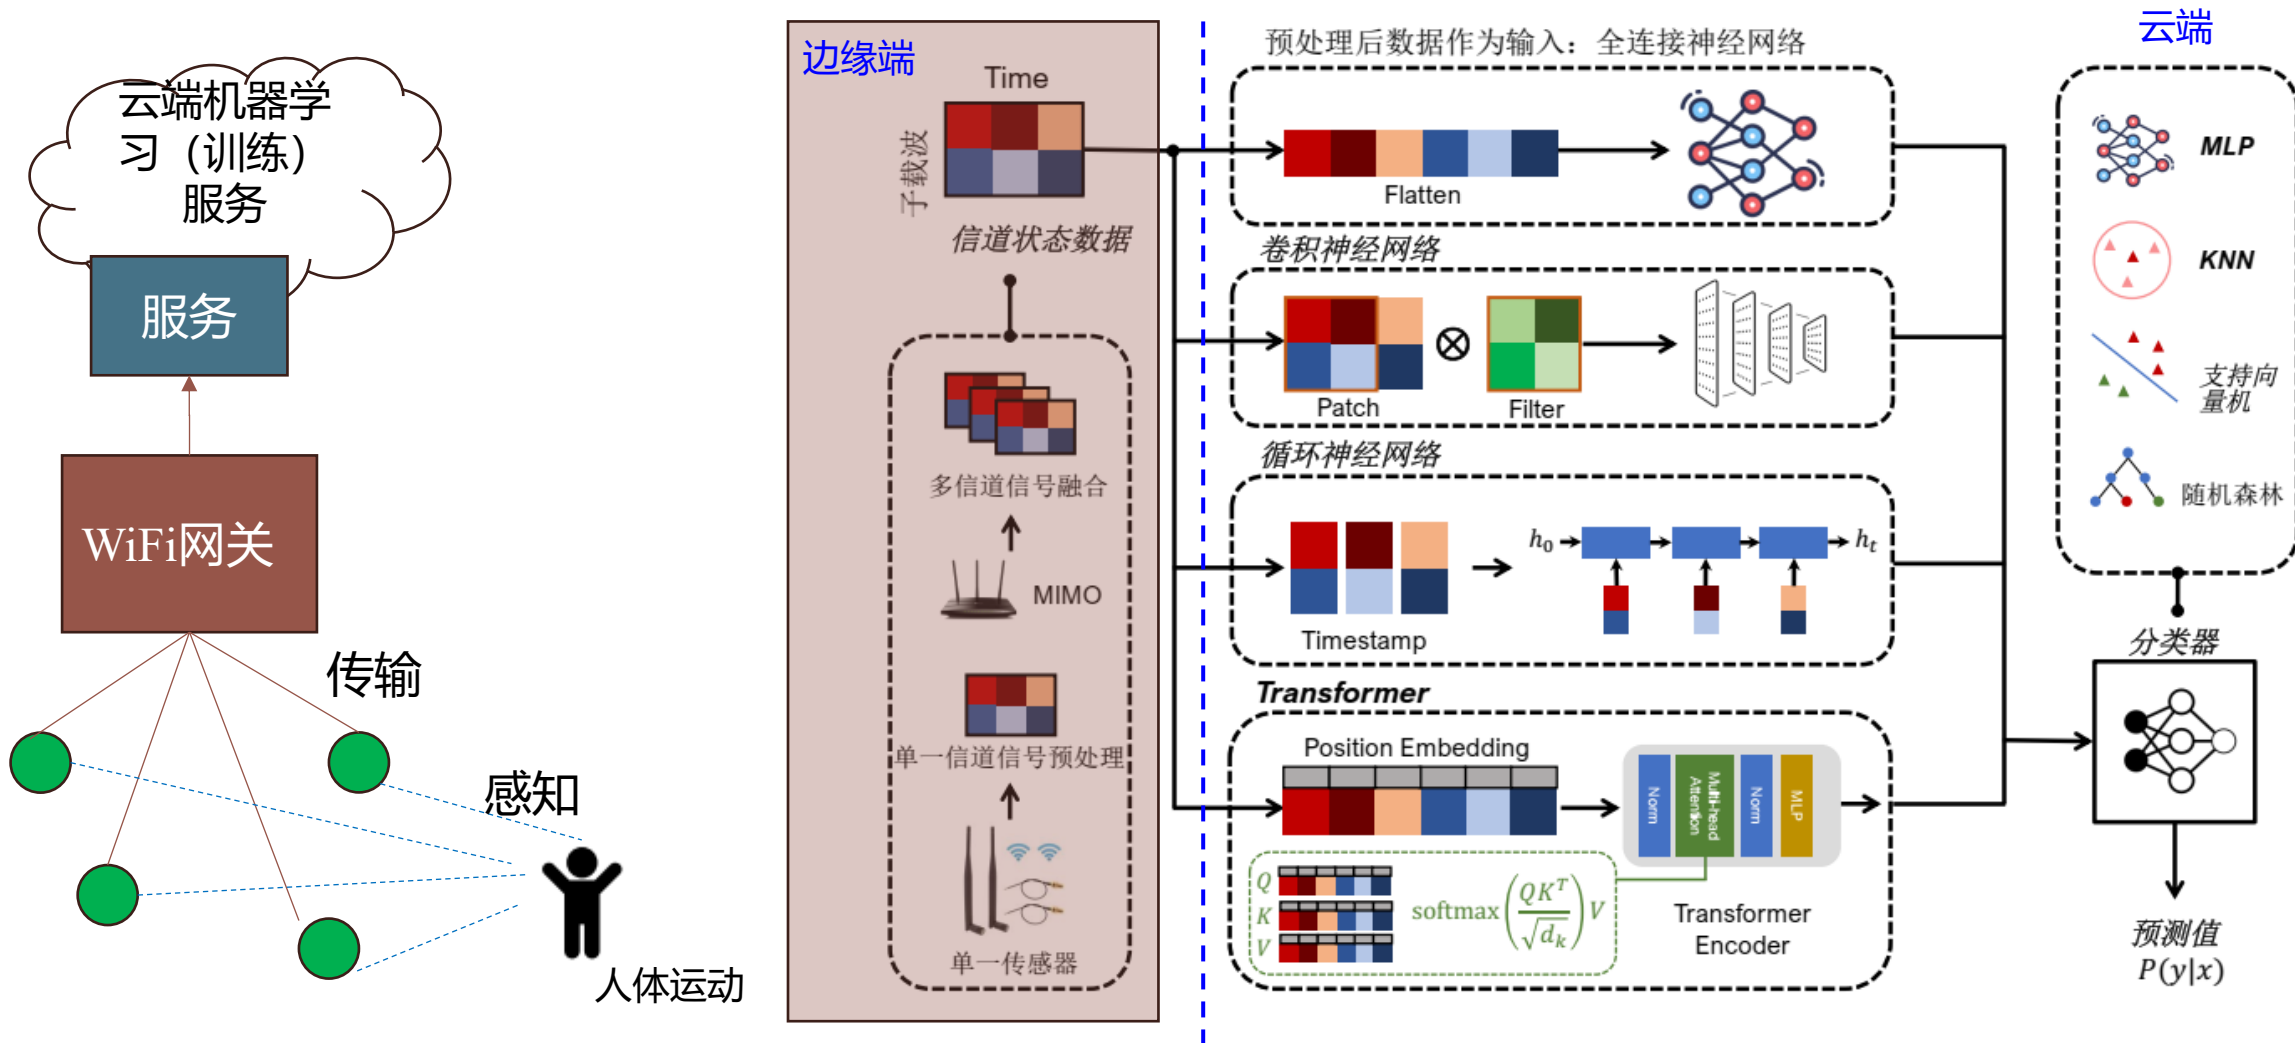 云端机器学
习（训练）
服务
服务
WiFi网关
传输
感知
人体运动
边缘端
Time
子载波
信道状态数据
多信道信号融合
MIMO
单一信道信号预处理
单一传感器
预处理后数据作为输入：全连接神经网络
Flatten
卷积神经网络
Patch
Filter
循环神经网络
Timestamp
h₀
hₜ
Transformer
Position Embedding
Norm
Multi-head
Attention
Norm
MLP
Q
K
V
softmax(QKᵀ/√dₖ)V
Transformer
Encoder
云端
MLP
KNN
支持向
量机
随机森林
分类器
预测值
P(y|x)